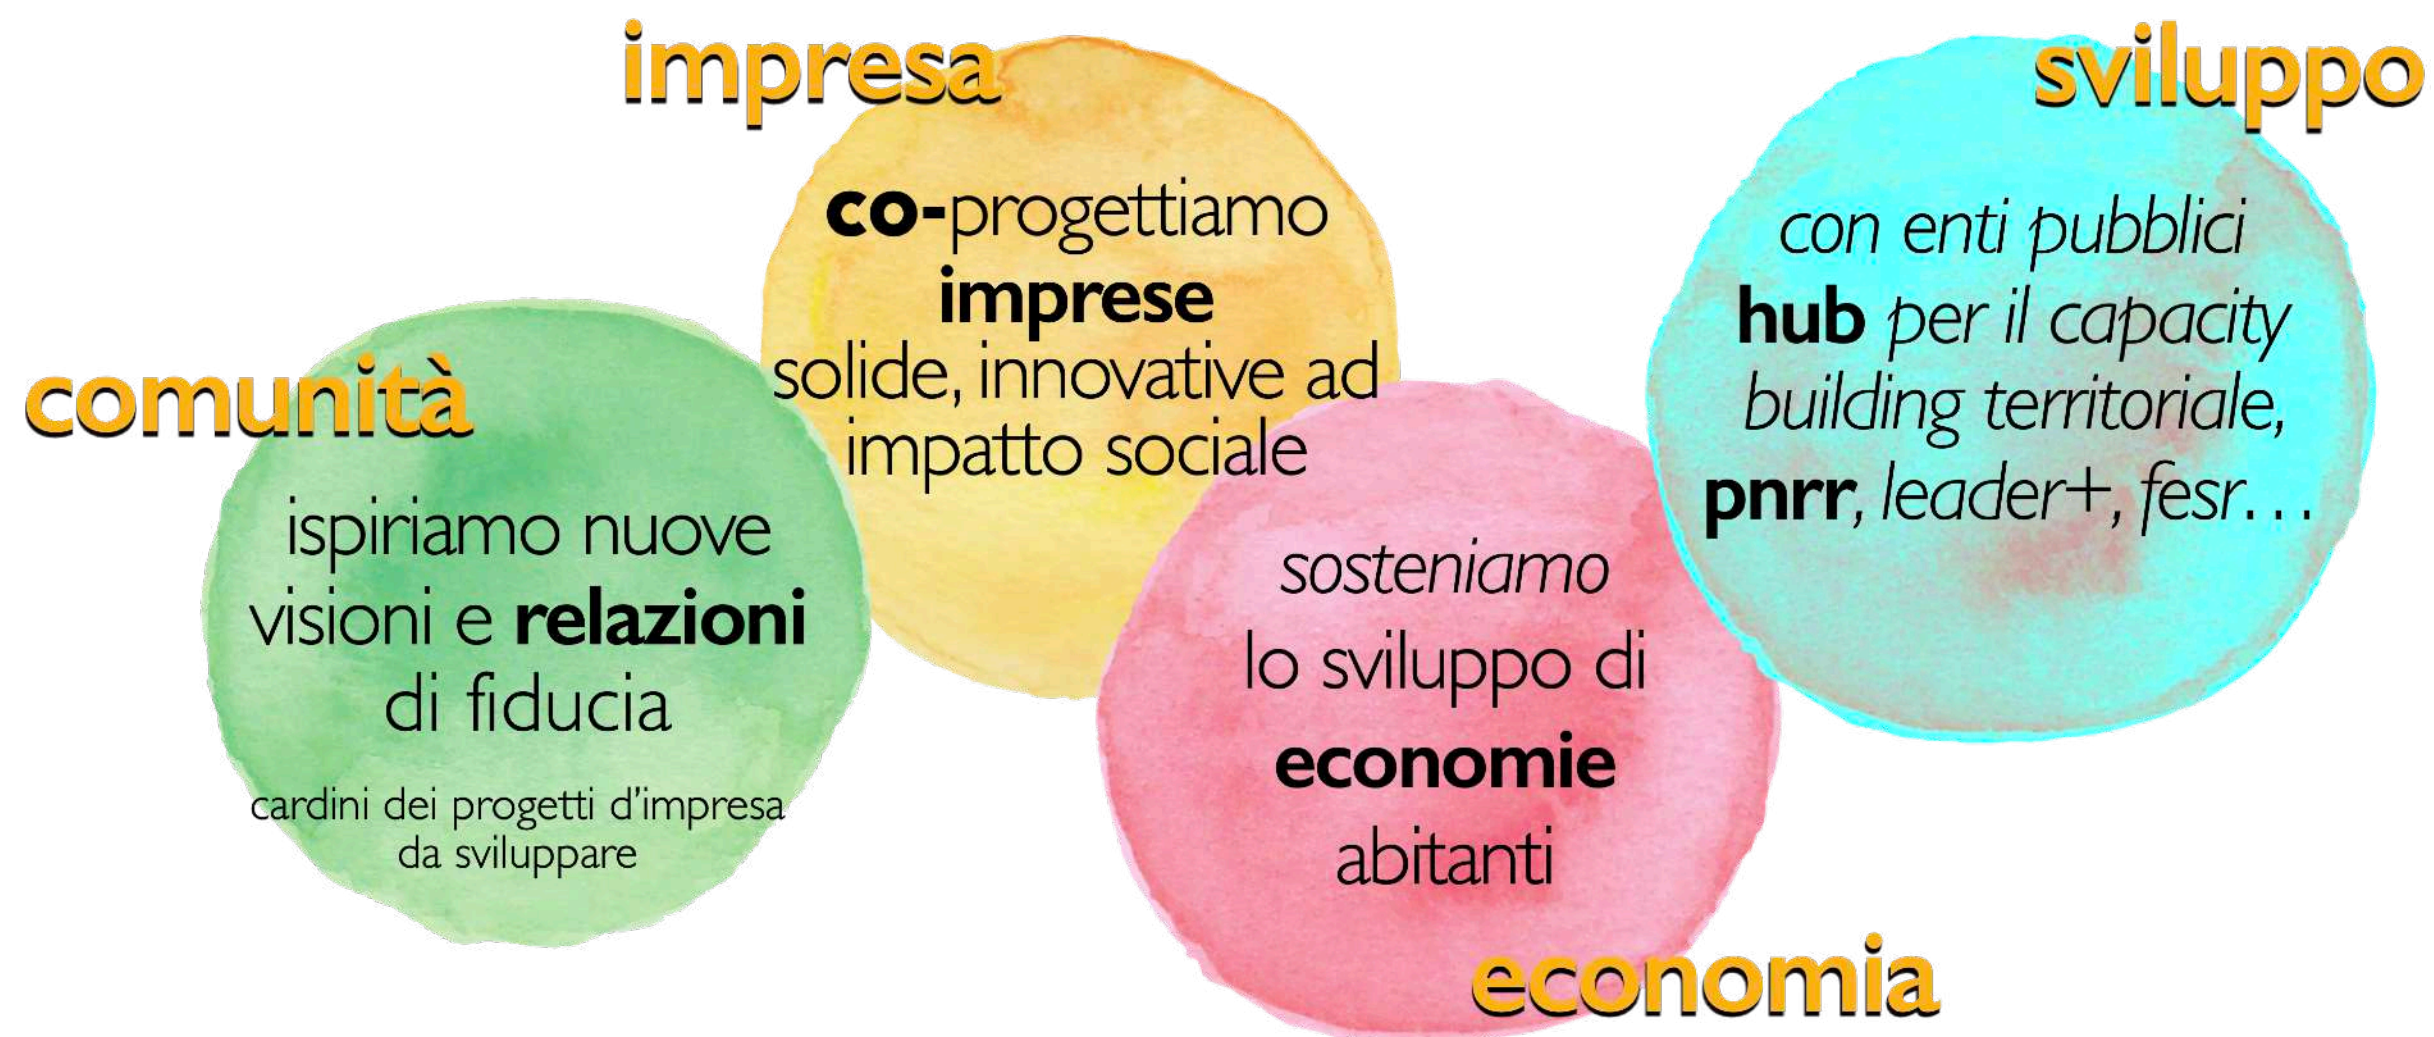 comunità
ispiriamo nuove
visioni e relazioni
di fiducia
cardini dei progetti d'impresa
da sviluppare
impresa
co-progettiamo
imprese
solide, innovative ad
impatto sociale
sosteniamo
lo sviluppo di
economie
abitanti
economia
sviluppo
con enti pubblici
hub per il capacity
building territoriale,
pnrr, leader+, fesr...